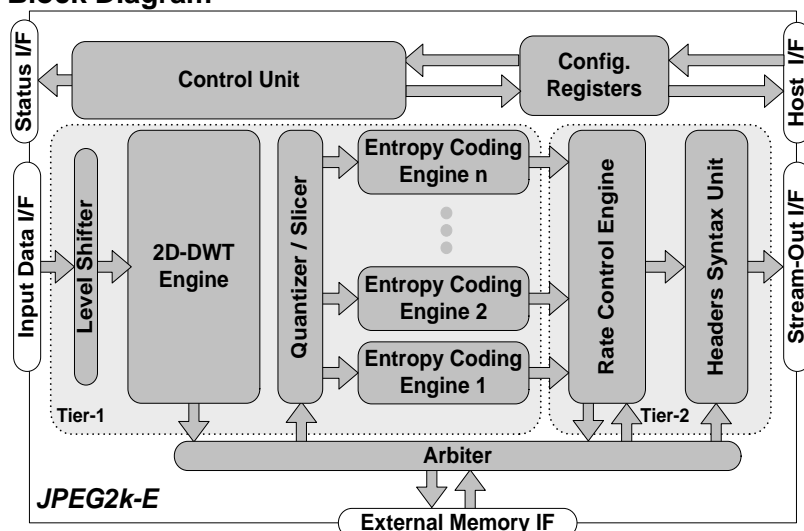 Block Diagram
Status I/F
Control Unit
Config.
Registers
Host I/F
Input Data I/F
Level Shifter
2D-DWT
Engine
Quantizer / Slicer
Entropy Coding
Engine n
Entropy Coding
Engine 2
Entropy Coding
Engine 1
Rate Control Engine
Headers Syntax Unit
Stream-Out I/F
Tier-1
Tier-2
Arbiter
JPEG2k-E
External Memory IF